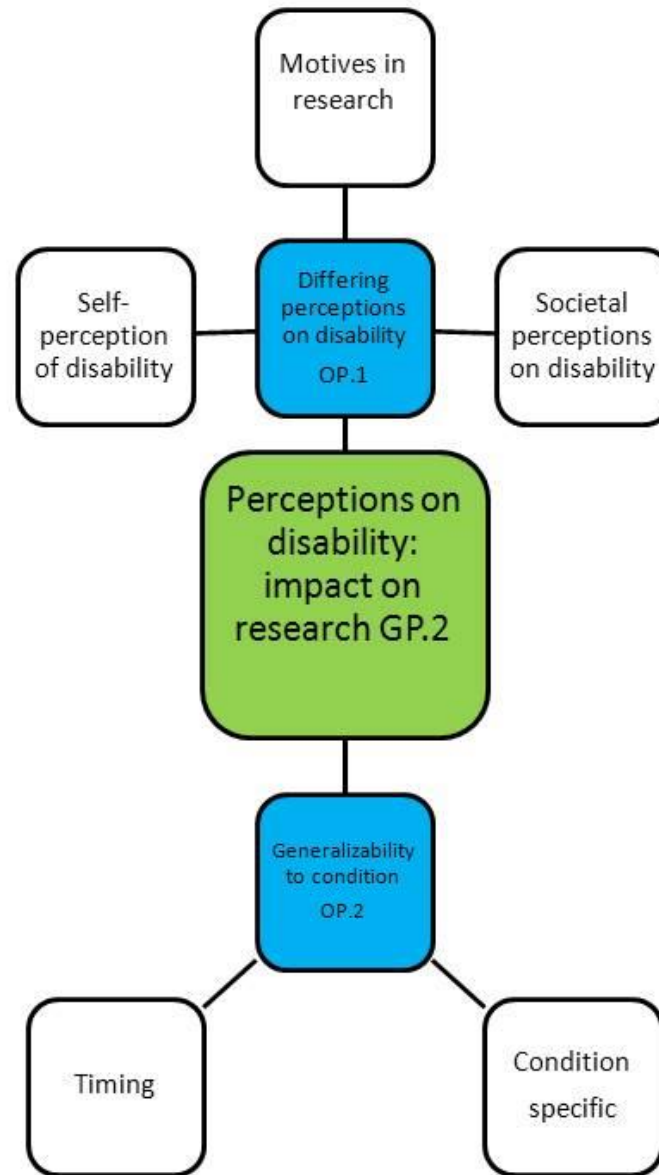 Motives in
research
Self-
perception
of disability
Differing
perceptions
on disability
OP.1
Societal
perceptions
on disability
Perceptions on
disability:
impact on
research GP.2
Generalizability
to condition
OP.2
Timing
Condition
specific